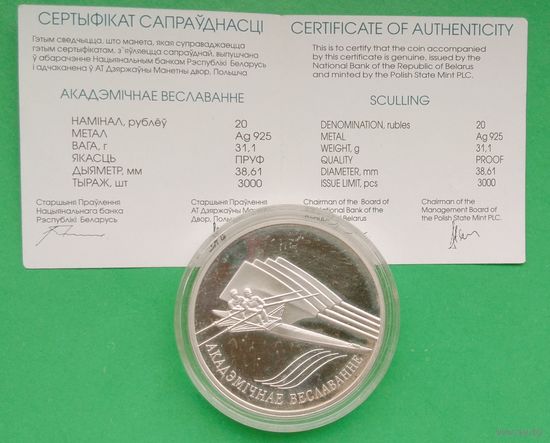 СЕРТЫФІКАТ САПРАЎДНАСЦІ
Гэтым сведчыцца, што манета, якая суправаджаецца
гэтым сертыфікатам, з'яўляецца сапраўднай, выпушчана
ў абарачэнне Нацыянальным банкам Рэспублікі Беларусь
і адчаканена ў АТ Дзяржаўны Манетны двор, Польшча
АКАДЭМІЧНАЕ ВЕСЛАВАННЕ
НАМІНАЛ, рублёў 20
МЕТАЛ Ag 925
ВАГА, г 31,1
ЯКАСЦЬ ПРУФ
ДЫЯМЕТР, мм 38,61
ТЫРАЖ, шт 3000
Старшыня Праўлення
Нацыянальнага банка
Рэспублікі Беларусь
Старшыня Праўлення
АТ Дзяржаўны Манетны
двор, Польшча
CERTIFICATE OF AUTHENTICITY
This is to certify that the coin accompanied
by this certificate is genuine, issued by the
National Bank of the Republic of Belarus
and minted by the Polish State Mint PLC.
SCULLING
DENOMINATION, rubles 20
METAL Ag 925
WEIGHT, g 31,1
QUALITY PROOF
DIAMETER, mm 38,61
ISSUE LIMIT, pcs 3000
Chairman of the Board of
National Bank of the
Republic of Belarus
Chairman of the
Management Board of
the Polish State Mint PLC.
АКАДЭМІЧНАЕ ВЕСЛАВАННЕ